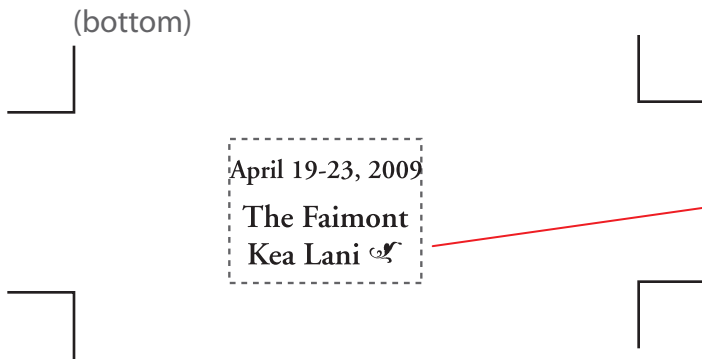 (bottom)
April 19-23, 2009
The Faimont
Kea Lani